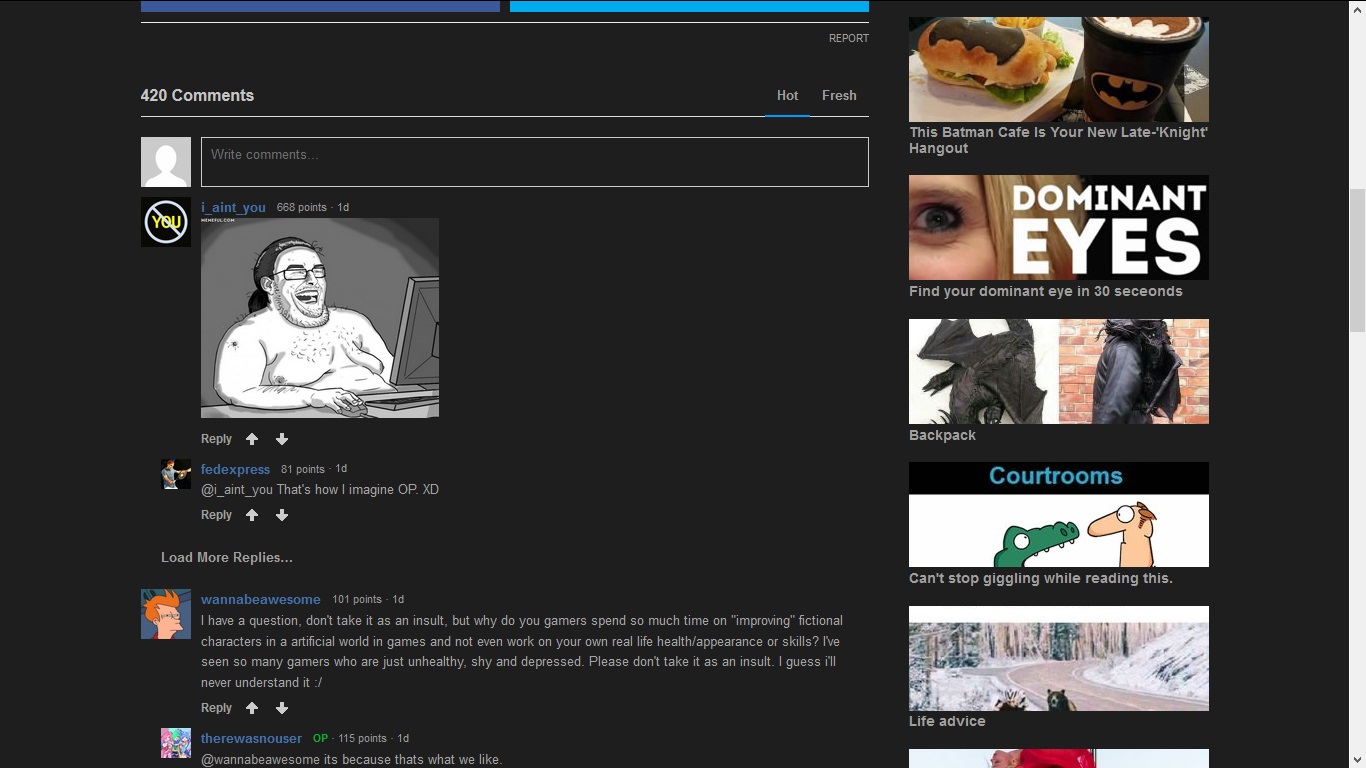 REPORT
420 Comments
Hot
Fresh
Write comments...
YOU
i_aint_you 668 points · 1d
MEMEFUL.COM
Reply
fedexpress 81 points · 1d
@i_aint_you That's how I imagine OP. XD
Reply
Load More Replies...
wannabeawesome 101 points · 1d
I have a question, don't take it as an insult, but why do you gamers spend so much time on "improving" fictional
characters in a artificial world in games and not even work on your own real life health/appearance or skills? I've
seen so many gamers who are just unhealthy, shy and depressed. Please don't take it as an insult. I guess i'll
never understand it :/
Reply
therewasnouser OP · 115 points · 1d
@wannabeawesome its because thats what we like.
This Batman Cafe Is Your New Late-'Knight'
Hangout
DOMINANT
EYES
Find your dominant eye in 30 seceonds
Backpack
Courtrooms
Can't stop giggling while reading this.
Life advice